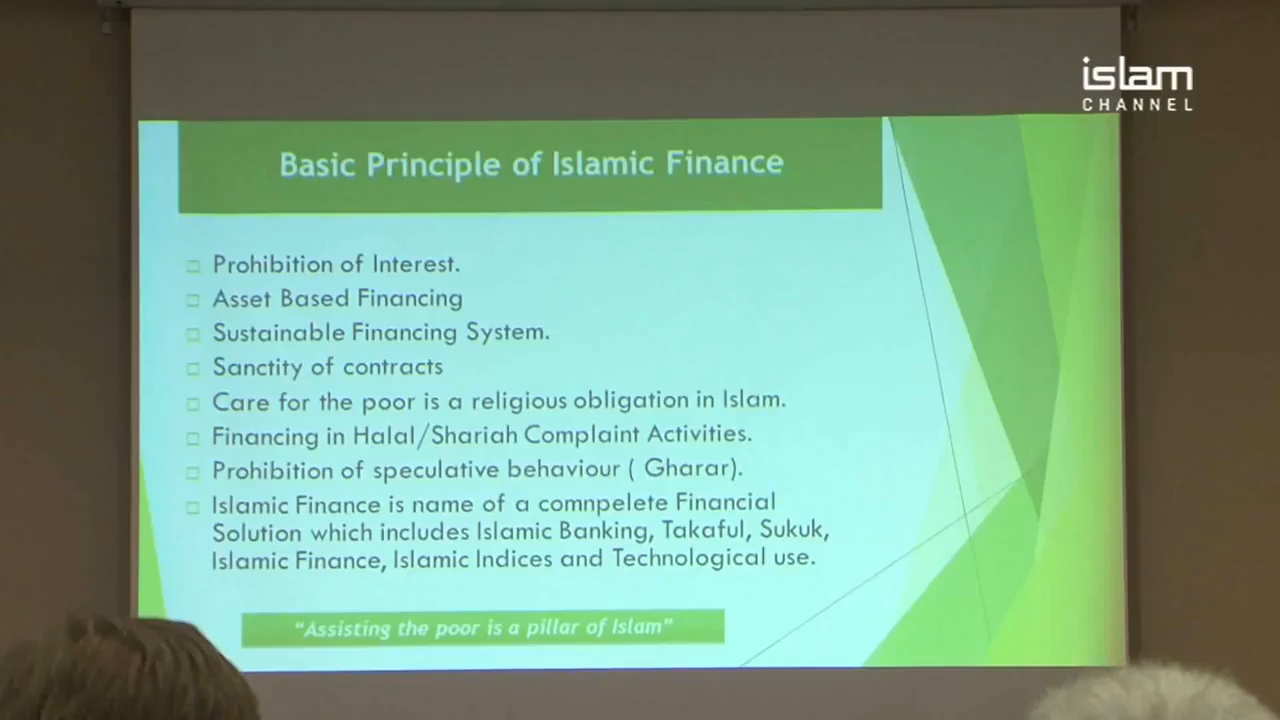 islam
CHANNEL
Basic Principle of Islamic Finance
Prohibition of Interest.
Asset Based Financing
Sustainable Financing System.
Sanctity of contracts
Care for the poor is a religious obligation in Islam.
Financing in Halal/Shariah Complaint Activities.
Prohibition of speculative behaviour ( Gharar).
Islamic Finance is name of a comnpelete Financial
Solution which includes Islamic Banking, Takaful, Sukuk,
Islamic Finance, Islamic Indices and Technological use.
"Assisting the poor is a pillar of Islam"